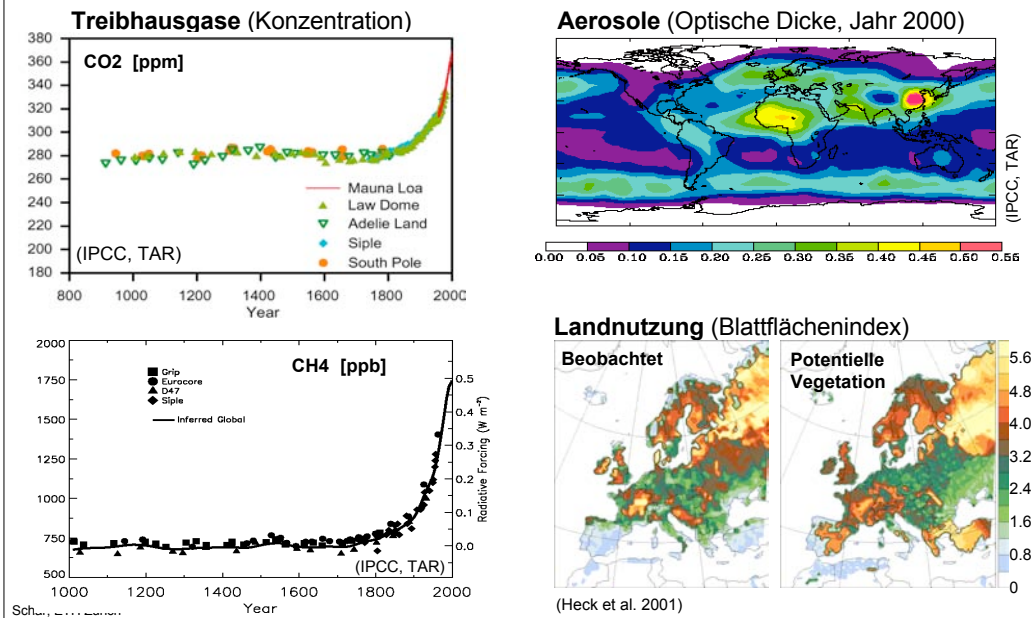 Treibhausgase (Konzentration)
380
360
340
320
300
280
260
240
220
200
180
CO2 [ppm]
Mauna Loa
Law Dome
Adelie Land
Siple
South Pole
(IPCC, TAR)
800 1000 1200 1400 1600 1800 2000
Year
2000
1750
1500
1250
1000
750
500
CH4 [ppb]
Grip
Eurocore
D47
Siple
Inferred Global
0.5
0.4
0.3
0.2
0.1
0.0
Radiative Forcing (W m⁻²)
(IPCC, TAR)
1000 1200 1400 1600 1800 2000
Year
Aerosole (Optische Dicke, Jahr 2000)
(IPCC, TAR)
0.00 0.05 0.10 0.15 0.20 0.25 0.30 0.35 0.40 0.45 0.50 0.55
Landnutzung (Blattflächenindex)
Beobachtet
Potentielle
Vegetation
5.6
4.8
4.0
3.2
2.4
1.6
0.8
0
(Heck et al. 2001)